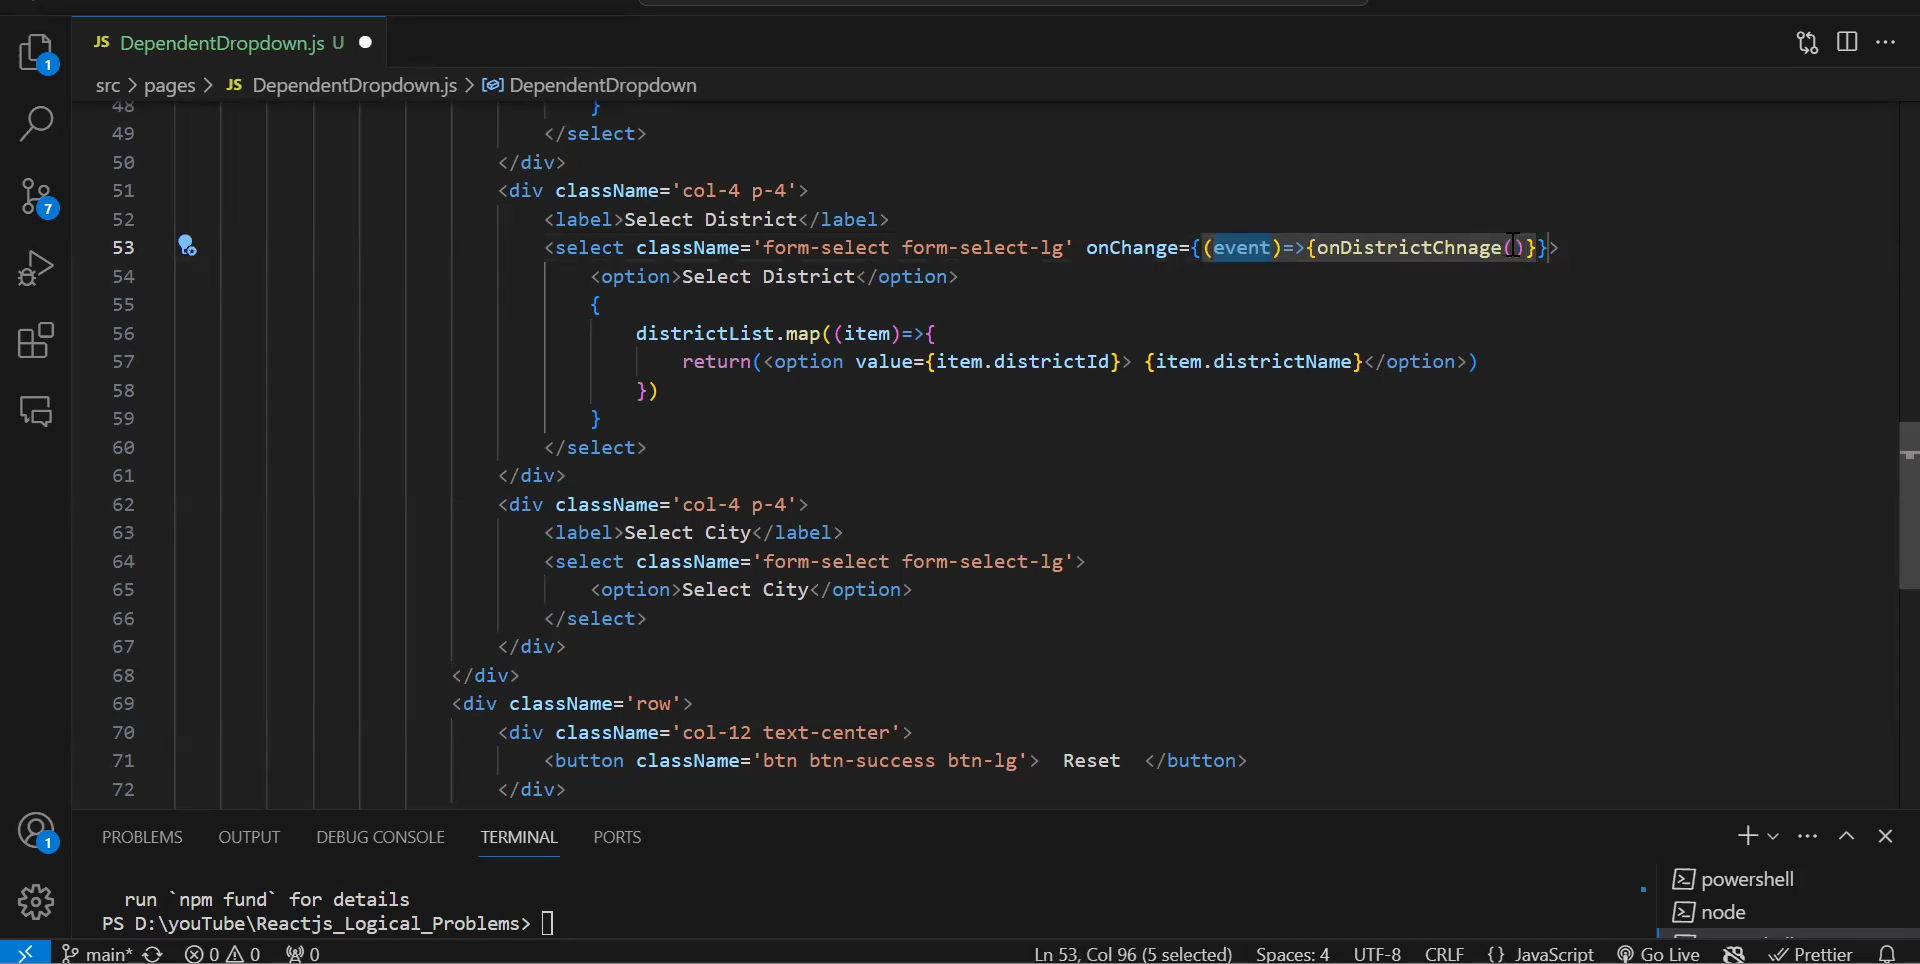 1
7
1
JS DependentDropdown.js U
src > pages > JS DependentDropdown.js > DependentDropdown
48 }
49 </select>
50 </div>
51 <div className='col-4 p-4'>
52 <label>Select District</label>
53 <select className='form-select form-select-lg' onChange={(event)=>{onDistrictChnage()}}>
54 <option>Select District</option>
55 {
56 districtList.map((item)=>{
57 return(<option value={item.districtId}> {item.districtName}</option>)
58 })
59 }
60 </select>
61 </div>
62 <div className='col-4 p-4'>
63 <label>Select City</label>
64 <select className='form-select form-select-lg'>
65 <option>Select City</option>
66 </select>
67 </div>
68 </div>
69 <div className='row'>
70 <div className='col-12 text-center'>
71 <button className='btn btn-success btn-lg'>  Reset  </button>
72 </div>
PROBLEMS OUTPUT DEBUG CONSOLE TERMINAL PORTS
run `npm fund` for details
PS D:\youTube\Reactjs_Logical_Problems>
powershell
node
main* 0 0 0 Ln 53, Col 96 (5 selected) Spaces: 4 UTF-8 CRLF {} JavaScript Go Live Prettier